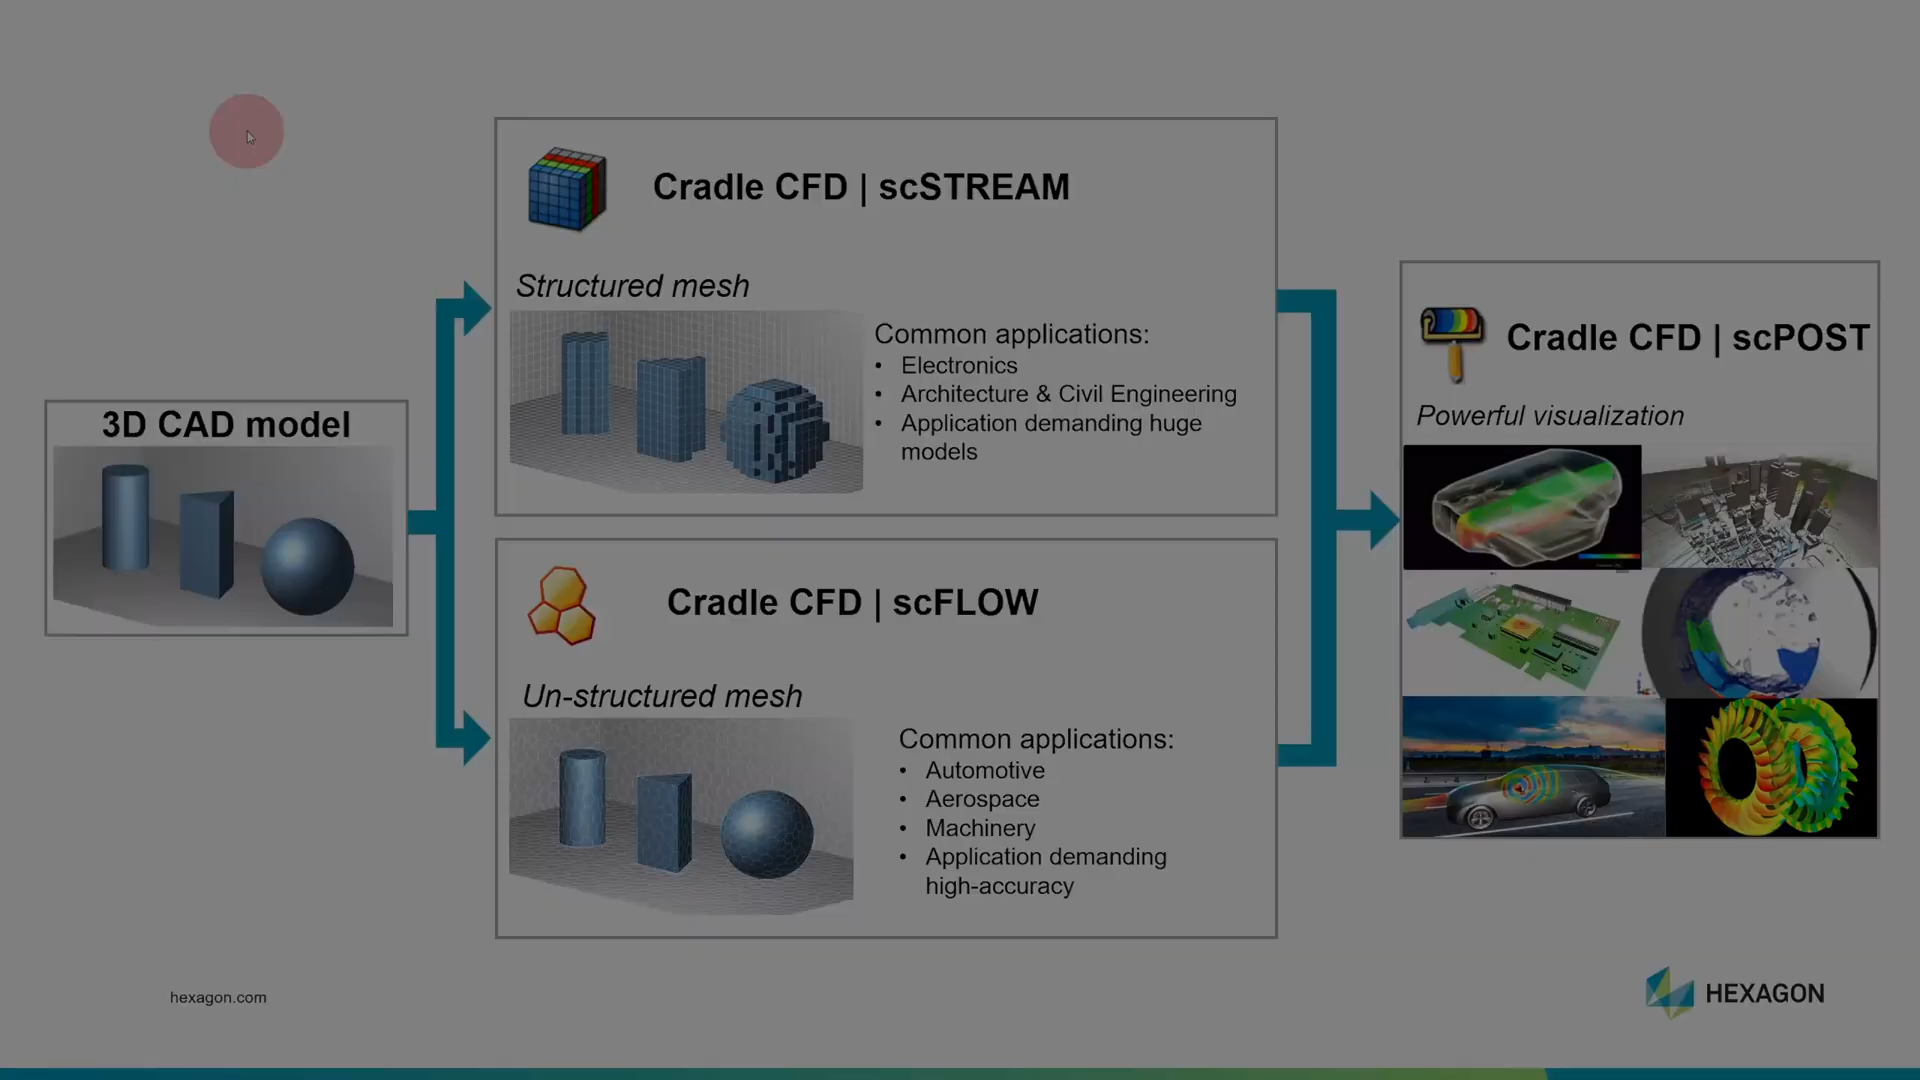 3D CAD model
Cradle CFD | scSTREAM
Structured mesh
Common applications:
• Electronics
• Architecture & Civil Engineering
• Application demanding huge
models
Cradle CFD | scFLOW
Un-structured mesh
Common applications:
• Automotive
• Aerospace
• Machinery
• Application demanding
high-accuracy
Cradle CFD | scPOST
Powerful visualization
hexagon.com
HEXAGON